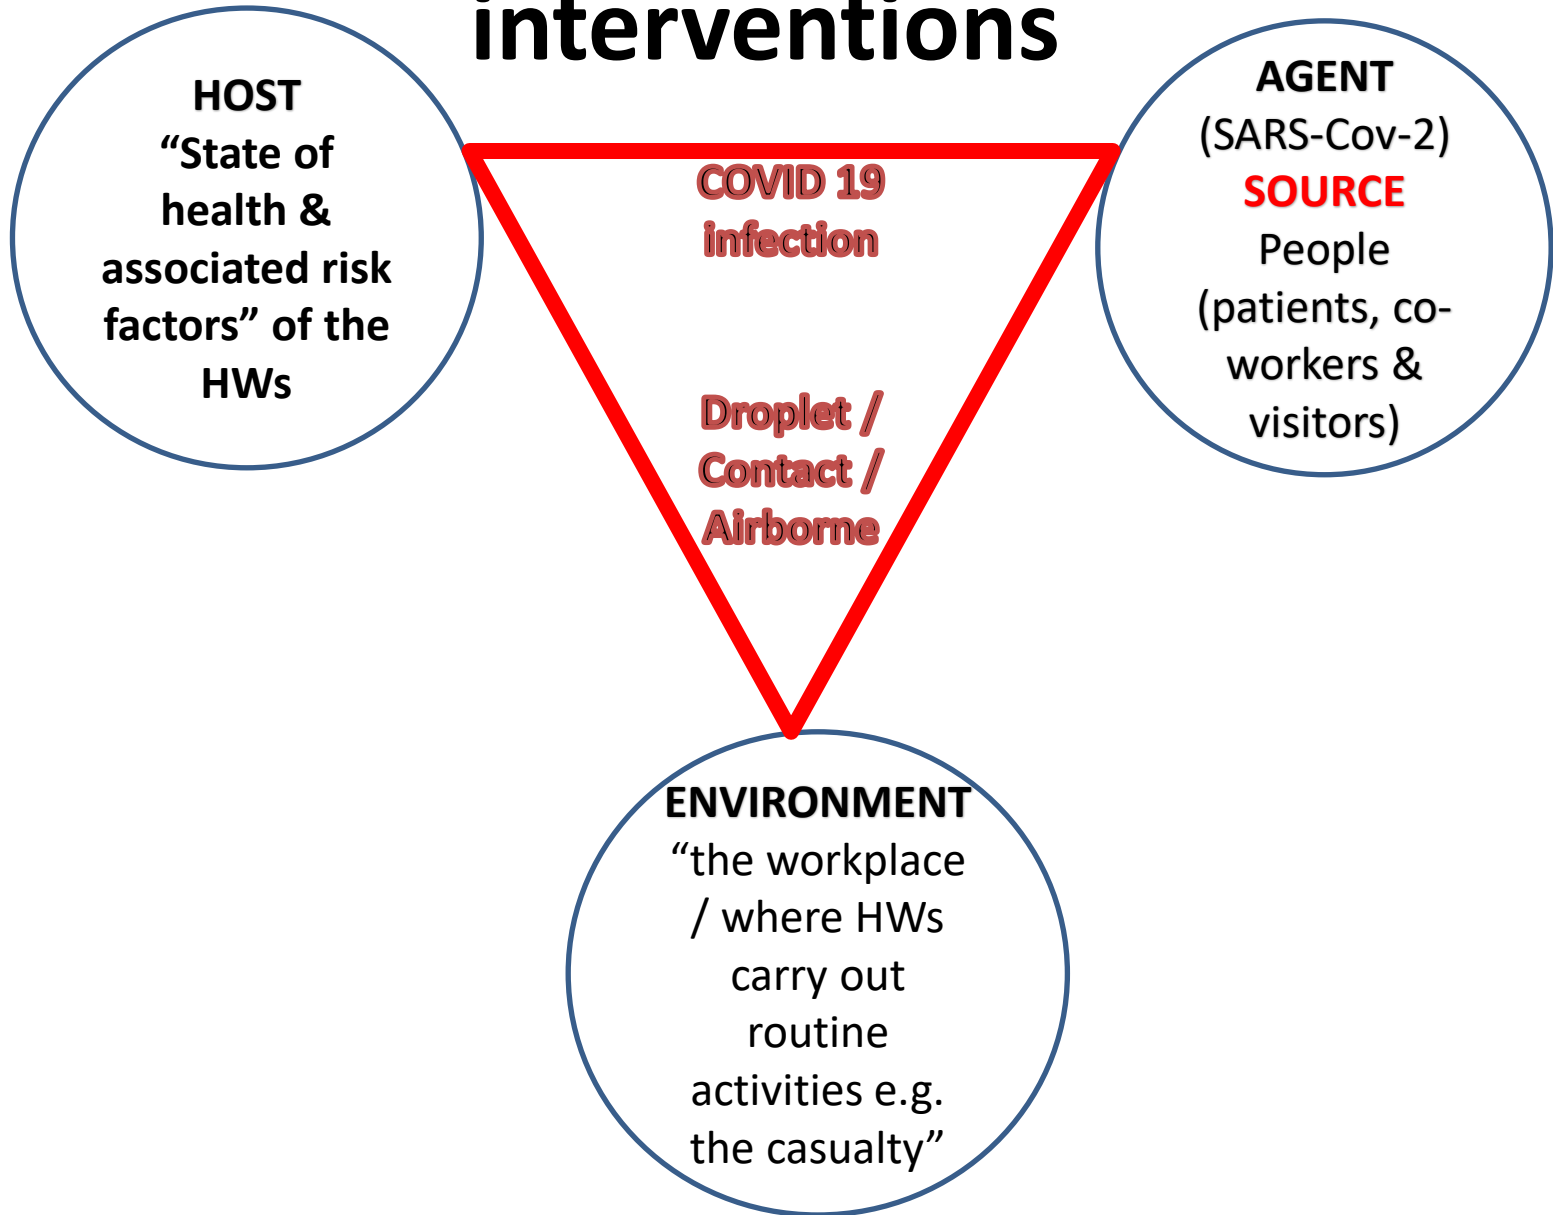 interventions
HOST
“State of
health &
associated risk
factors” of the
HWs
COVID 19
infection
Droplet /
Contact /
Airborne
AGENT
(SARS-Cov-2)
SOURCE
People
(patients, co-
workers &
visitors)
ENVIRONMENT
“the workplace
/ where HWs
carry out
routine
activities e.g.
the casualty”